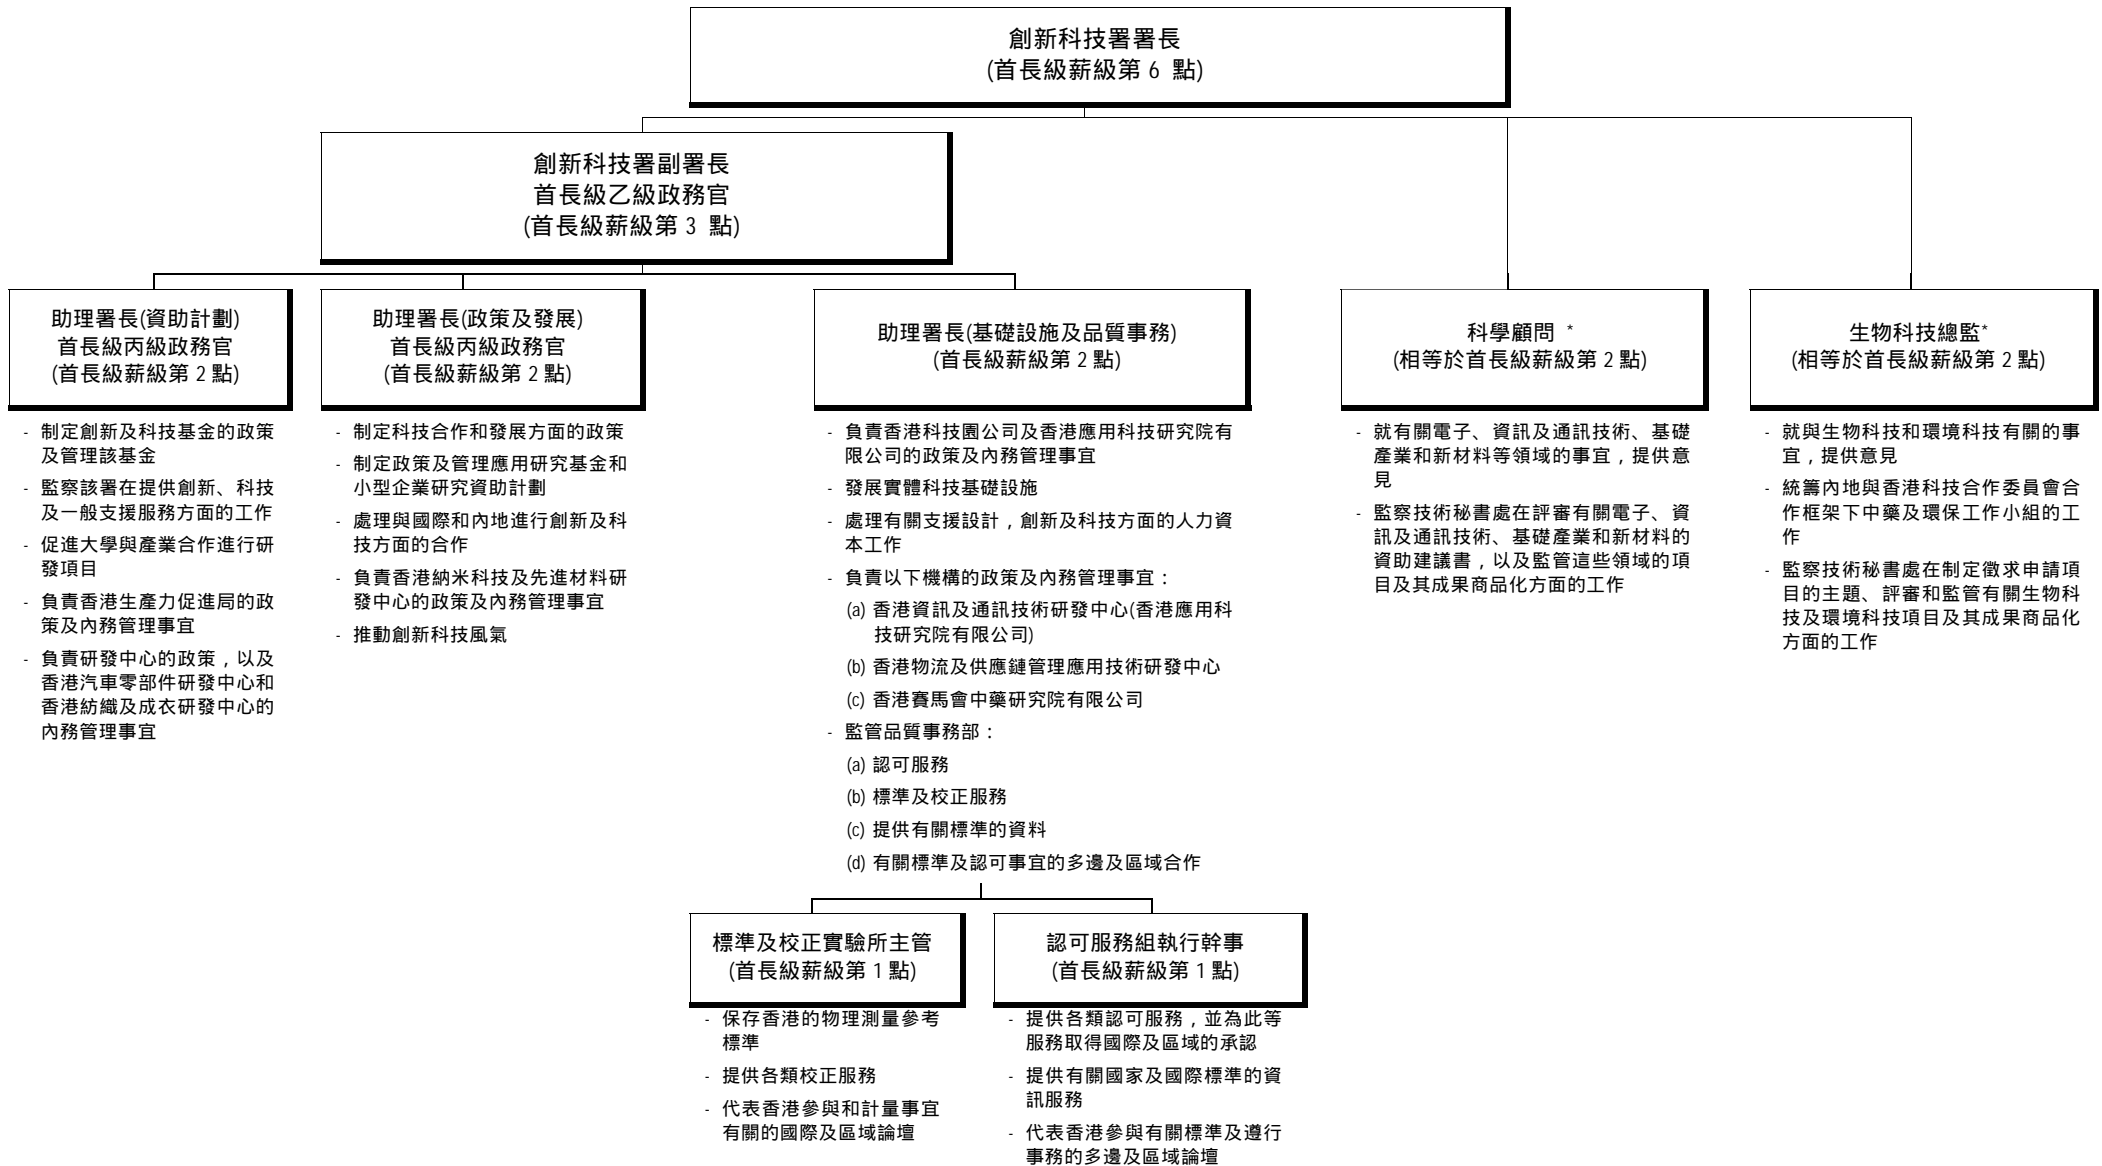 創新科技署署長
(首長級薪級第 6 點)
創新科技署副署長
首長級乙級政務官
(首長級薪級第 3 點)
助理署長(資助計劃)
首長級丙級政務官
(首長級薪級第 2 點)
- 制定創新及科技基金的政策
及管理該基金
- 監察該署在提供創新、科技
及一般支援服務方面的工作
- 促進大學與產業合作進行研
發項目
- 負責香港生產力促進局的政
策及內務管理事宜
- 負責研發中心的政策，以及
香港汽車零部件研發中心和
香港紡織及成衣研發中心的
內務管理事宜
助理署長(政策及發展)
首長級丙級政務官
(首長級薪級第 2 點)
- 制定科技合作和發展方面的政策
- 制定政策及管理應用研究基金和
小型企業研究資助計劃
- 處理與國際和內地進行創新及科
技方面的合作
- 負責香港納米科技及先進材料研
發中心的政策及內務管理事宜
- 推動創新科技風氣
助理署長(基礎設施及品質事務)
(首長級薪級第 2 點)
- 負責香港科技園公司及香港應用科技研究院有
限公司的政策及內務管理事宜
- 發展實體科技基礎設施
- 處理有關支援設計，創新及科技方面的人力資
本工作
- 負責以下機構的政策及內務管理事宜：
(a) 香港資訊及通訊技術研發中心(香港應用科
技研究院有限公司)
(b) 香港物流及供應鏈管理應用技術研發中心
(c) 香港賽馬會中藥研究院有限公司
- 監管品質事務部：
(a) 認可服務
(b) 標準及校正服務
(c) 提供有關標準的資料
(d) 有關標準及認可事宜的多邊及區域合作
標準及校正實驗所主管
(首長級薪級第 1 點)
- 保存香港的物理測量參考
標準
- 提供各類校正服務
- 代表香港參與和計量事宜
有關的國際及區域論壇
認可服務組執行幹事
(首長級薪級第 1 點)
- 提供各類認可服務，並為此等
服務取得國際及區域的承認
- 提供有關國家及國際標準的資
訊服務
- 代表香港參與有關標準及遵行
事務的多邊及區域論壇
科學顧問 *
(相等於首長級薪級第 2 點)
- 就有關電子、資訊及通訊技術、基礎
產業和新材料等領域的事宜，提供意
見
- 監察技術秘書處在評審有關電子、資
訊及通訊技術、基礎產業和新材料的
資助建議書，以及監管這些領域的項
目及其成果商品化方面的工作
生物科技總監*
(相等於首長級薪級第 2 點)
- 就與生物科技和環境科技有關的事
宜，提供意見
- 統籌內地與香港科技合作委員會合
作框架下中藥及環保工作小組的工
作
- 監察技術秘書處在制定徵求申請項
目的主題、評審和監管有關生物科
技及環境科技項目及其成果商品化
方面的工作